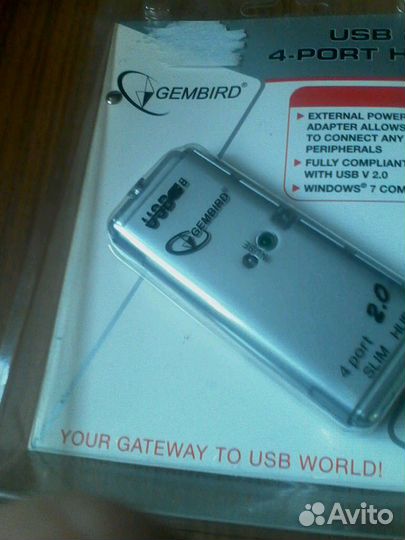 USB
4-PORT H
GEMBIRD®
EXTERNAL POWER
ADAPTER ALLOWS
TO CONNECT ANY
PERIPHERALS
FULLY COMPLIANT
WITH USB V 2.0
WINDOWS® 7 COM
GEMBIRD®
4 port 2.0
SLIM HUB
YOUR GATEWAY TO USB WORLD!
Avito